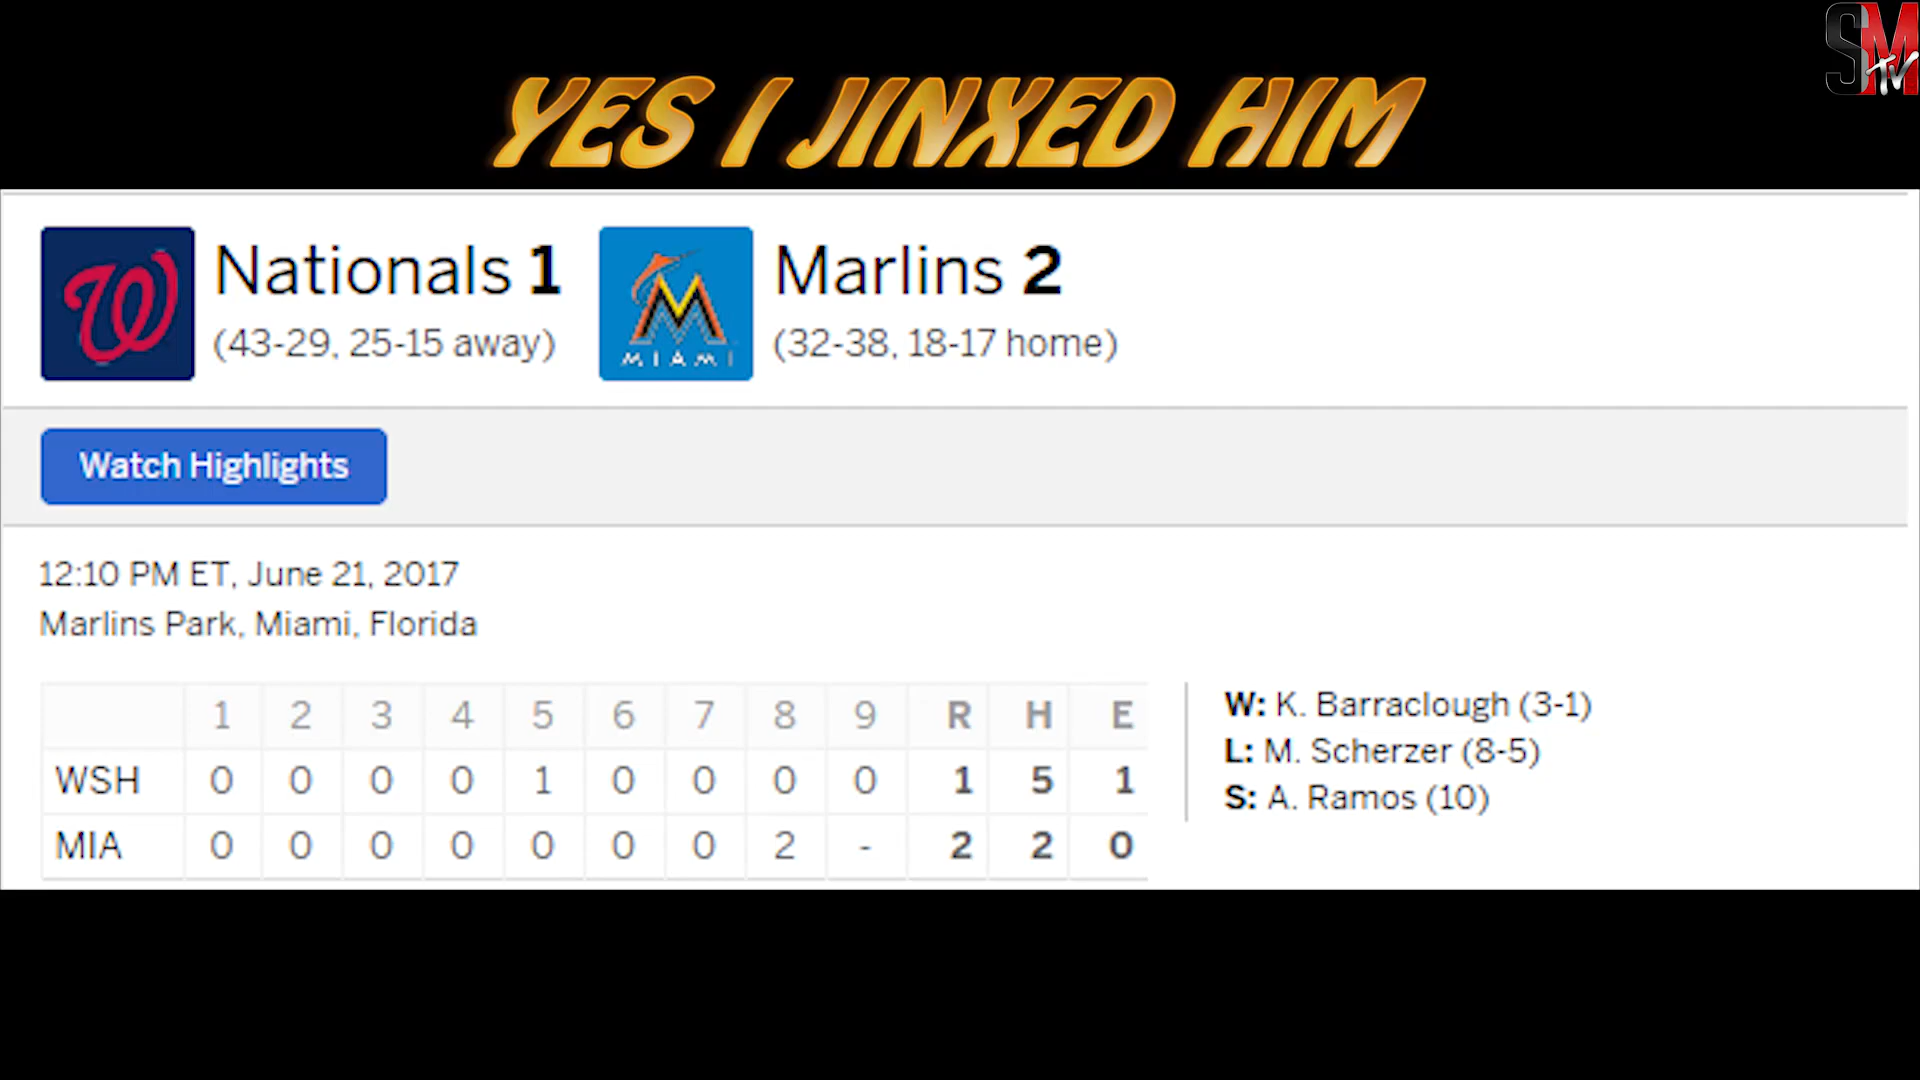 SM
TV
YES I JINXED HIM
W
Nationals 1
(43-29, 25-15 away)
M
MIAMI
Marlins 2
(32-38, 18-17 home)
Watch Highlights
12:10 PM ET, June 21, 2017
Marlins Park, Miami, Florida
1 2 3 4 5 6 7 8 9 R H E
WSH 0 0 0 0 1 0 0 0 0 1 5 1
MIA 0 0 0 0 0 0 0 2 - 2 2 0
W: K. Barraclough (3-1)
L: M. Scherzer (8-5)
S: A. Ramos (10)